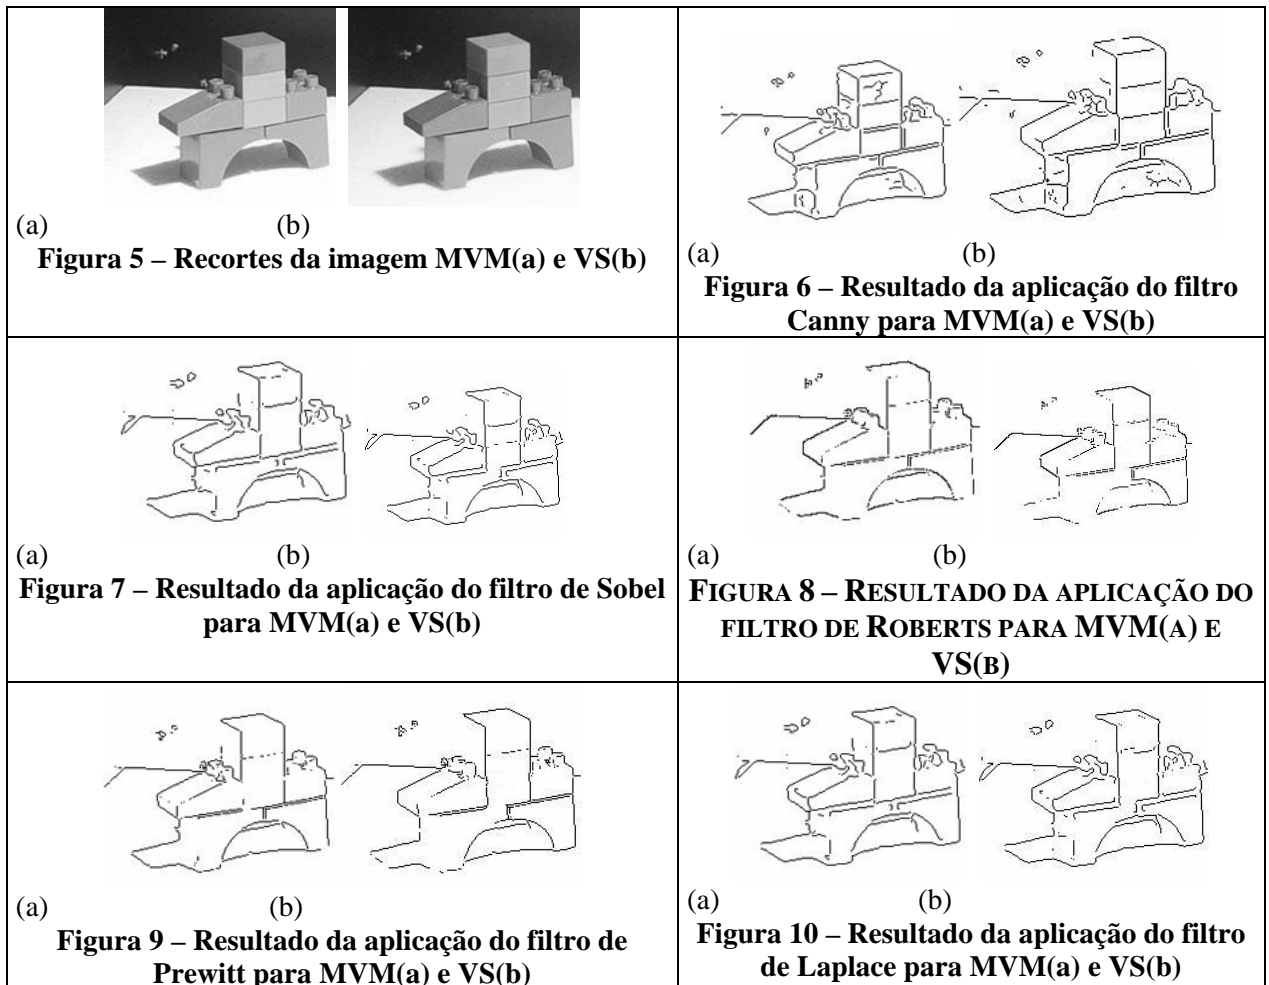 (a) (b)
Figura 5 – Recortes da imagem MVM(a) e VS(b)
(a) (b)
Figura 6 – Resultado da aplicação do filtro
Canny para MVM(a) e VS(b)
(a) (b)
Figura 7 – Resultado da aplicação do filtro de Sobel
para MVM(a) e VS(b)
(a) (b)
FIGURA 8 – RESULTADO DA APLICAÇÃO DO
FILTRO DE ROBERTS PARA MVM(A) E
VS(B)
(a) (b)
Figura 9 – Resultado da aplicação do filtro de
Prewitt para MVM(a) e VS(b)
(a) (b)
Figura 10 – Resultado da aplicação do filtro
de Laplace para MVM(a) e VS(b)